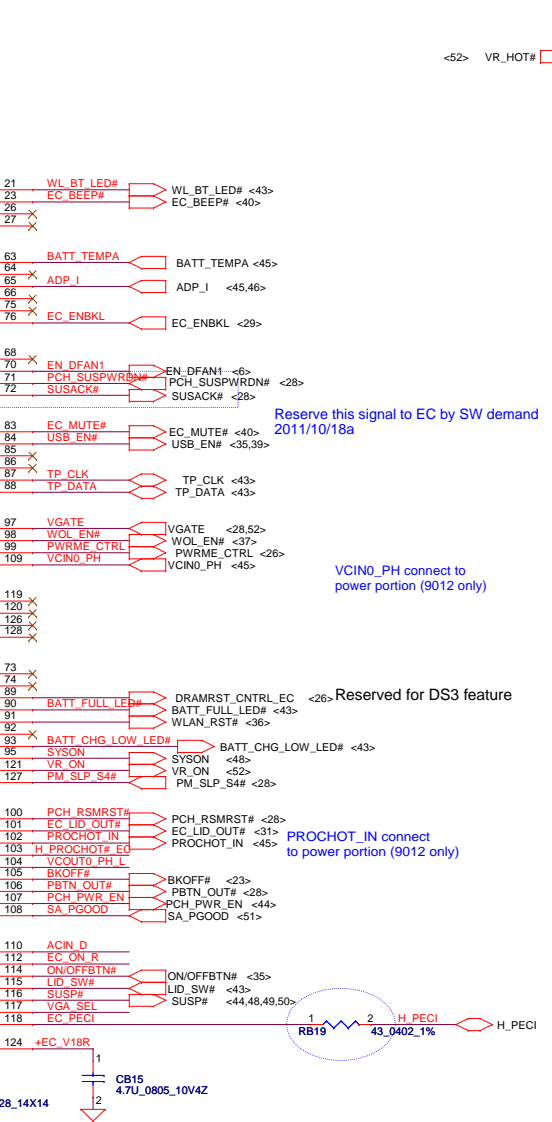 <52> VR_HOT#
21 WL_BT_LED# WL_BT_LED# <43>
23 EC_BEEP# EC_BEEP# <40>
26
27
63 BATT_TEMPA BATT_TEMPA <45>
64
65 ADP_I ADP_I <45,46>
66
75
76 EC_ENBKL EC_ENBKL <29>
68
70 EN_DFAN1 EN_DFAN1 <6>
71 PCH_SUSPWRDN# PCH_SUSPWRDN# <28>
72 SUSACK# SUSACK# <28>
Reserve this signal to EC by SW demand
2011/10/18a
83 EC_MUTE# EC_MUTE# <40>
84 USB_EN# USB_EN# <35,39>
85
86
87 TP_CLK TP_CLK <43>
88 TP_DATA TP_DATA <43>
97 VGATE VGATE <28,52>
98 WOL_EN# WOL_EN# <37>
99 PWRME_CTRL PWRME_CTRL <26>
109 VCIN0_PH VCIN0_PH <45>
VCIN0_PH connect to
power portion (9012 only)
119
120
126
128
73
74
89 DRAMRST_CNTRL_EC <26> Reserved for DS3 feature
90 BATT_FULL_LED# BATT_FULL_LED# <43>
91 WLAN_RST# <36>
92
93 BATT_CHG_LOW_LED# BATT_CHG_LOW_LED# <43>
95 SYSON SYSON <48>
121 VR_ON VR_ON <52>
127 PM_SLP_S4# PM_SLP_S4# <28>
100 PCH_RSMRST# PCH_RSMRST# <28>
101 EC_LID_OUT# EC_LID_OUT# <31>
102 PROCHOT_IN PROCHOT_IN <45>
PROCHOT_IN connect
to power portion (9012 only)
103 H_PROCHOT#_EC
104 VCOUT0_PH_L
105 BKOFF# BKOFF# <23>
106 PBTN_OUT# PBTN_OUT# <28>
107 PCH_PWR_EN PCH_PWR_EN <44>
108 SA_PGOOD SA_PGOOD <51>
110 ACIN_D
112 EC_ON_R
114 ON/OFFBTN# ON/OFFBTN# <35>
115 LID_SW# LID_SW# <43>
116 SUSP# SUSP# <44,48,49,50>
117 VGA_SEL
118 EC_PECI 1 2 H_PECI H_PECI
RB19 43_0402_1%
124 +EC_V18R
1
CB15
4.7U_0805_10V4Z
2
28_14X14